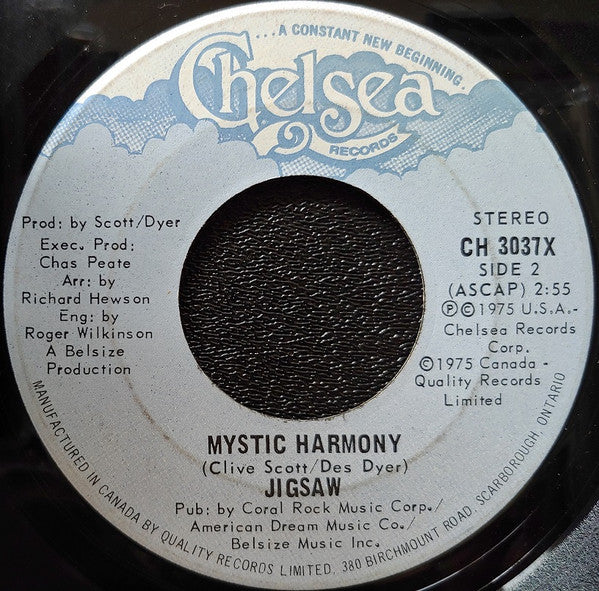 ...A CONSTANT NEW BEGINNING.
Chelsea
RECORDS
Prod: by Scott/Dyer
Exec. Prod:
Chas Peate
Arr: by
Richard Hewson
Eng: by
Roger Wilkinson
A Belsize
Production
STEREO
CH 3037X
SIDE 2
(ASCAP) 2:55
Ⓟ©1975 U.S.A.-
Chelsea Records
Corp.
©1975 Canada -
Quality Records
Limited
MYSTIC HARMONY
(Clive Scott/Des Dyer)
JIGSAW
Pub: by Coral Rock Music Corp./
American Dream Music Co./
Belsize Music Inc.
MANUFACTURED IN CANADA BY QUALITY RECORDS LIMITED, 380 BIRCHMOUNT ROAD, SCARBOROUGH, ONTARIO